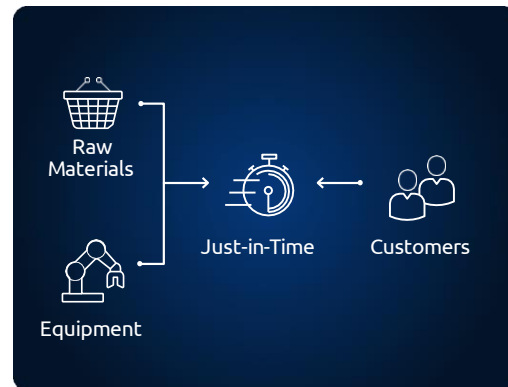 Raw
Materials
Just-in-Time
Customers
Equipment